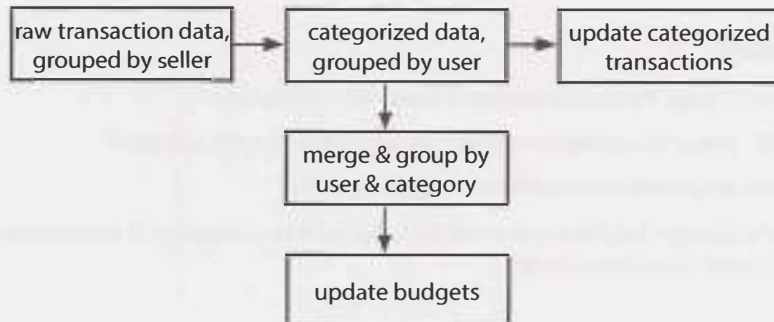 raw transaction data,
grouped by seller
categorized data,
grouped by user
update categorized
transactions
merge & group by
user & category
update budgets